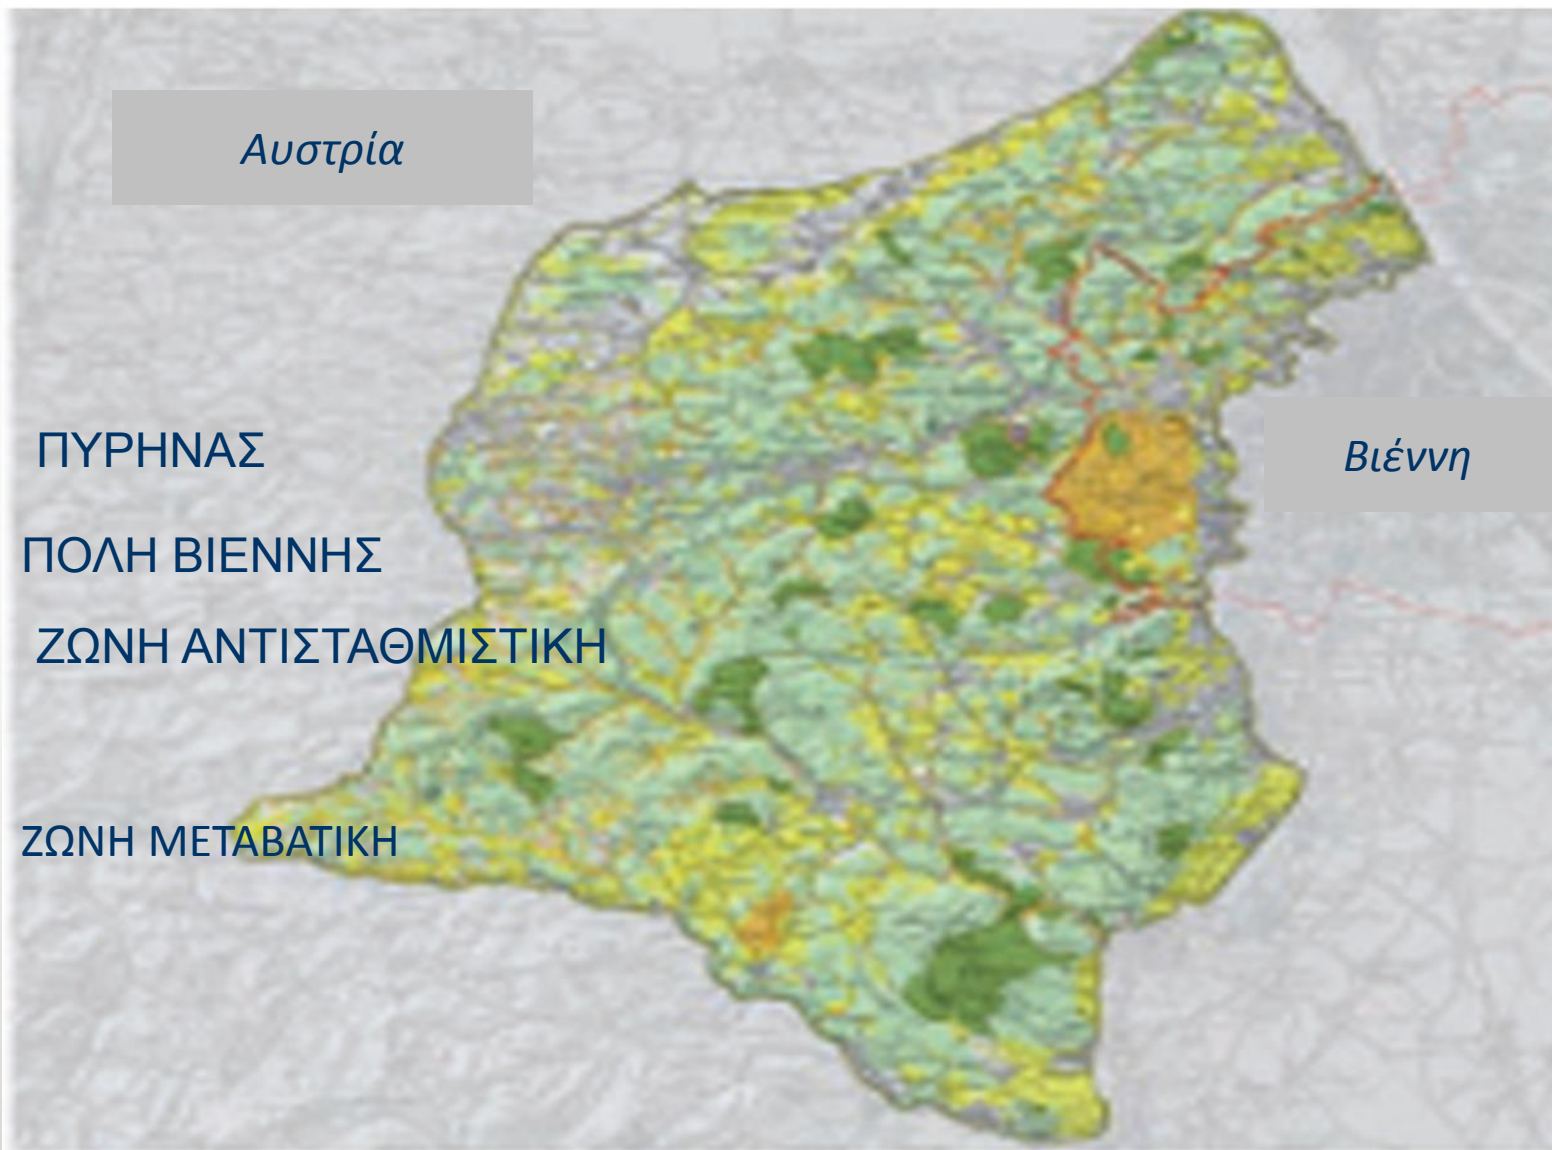 Αυστρία
ΠΥΡΗΝΑΣ
Βιέννη
ΠΟΛΗ ΒΙΕΝΝΗΣ
ΖΩΝΗ ΑΝΤΙΣΤΑΘΜΙΣΤΙΚΗ
ΖΩΝΗ ΜΕΤΑΒΑΤΙΚΗ